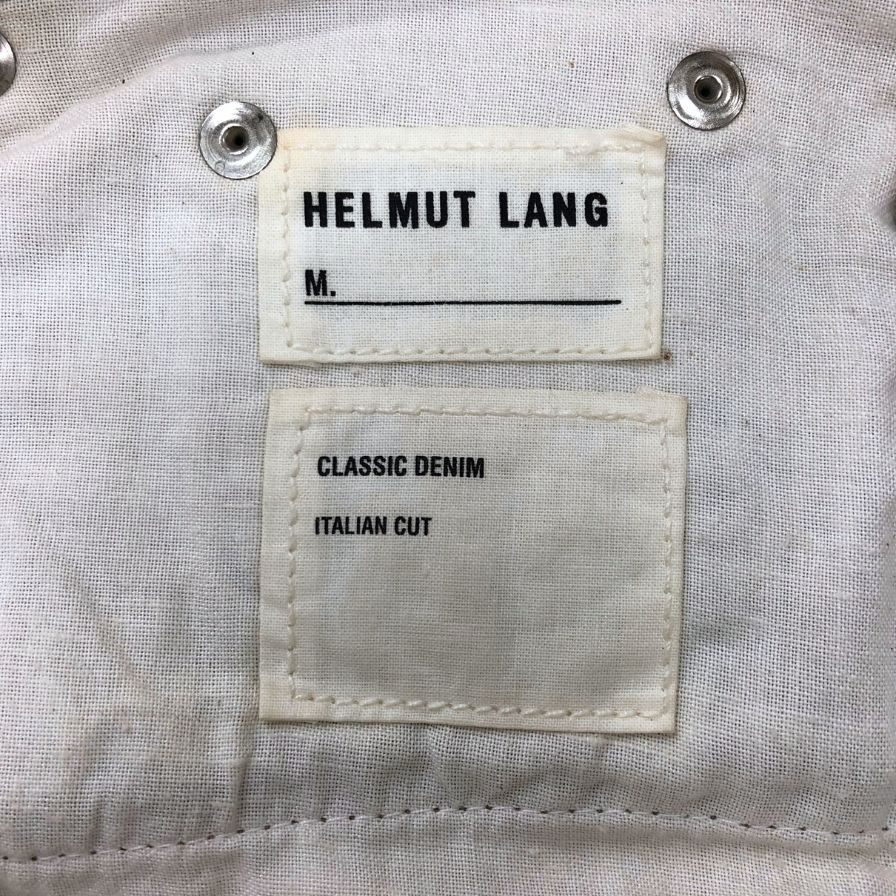 HELMUT LANG
M.
CLASSIC DENIM
ITALIAN CUT